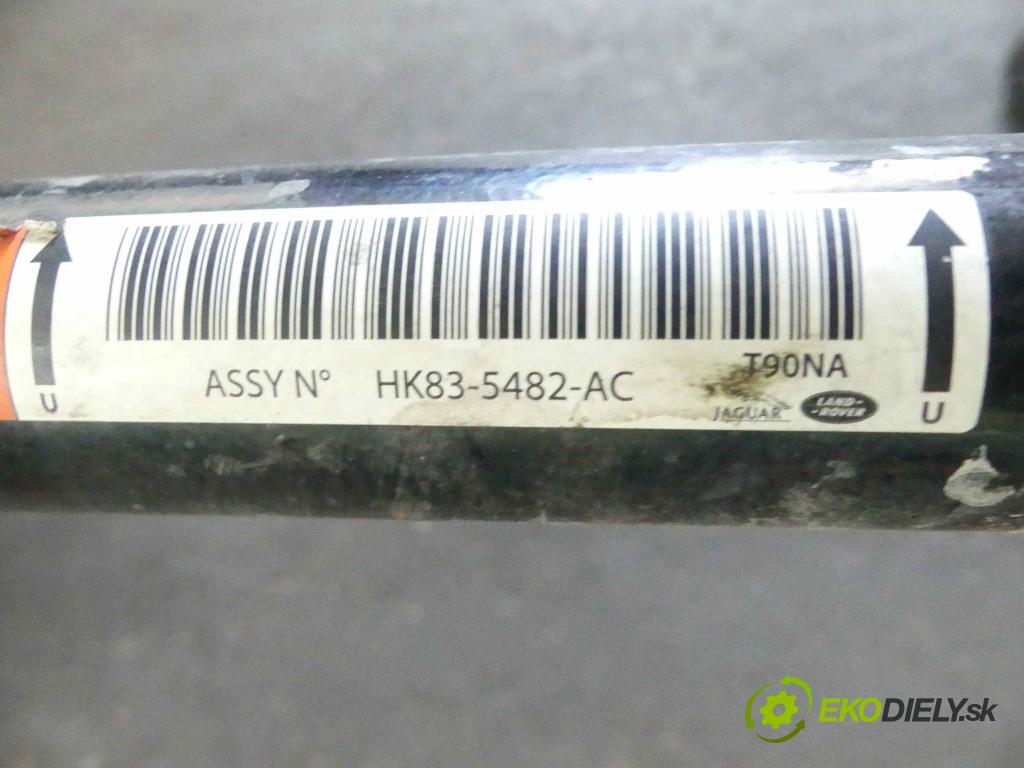 T90NA
ASSY N° HK83-5482-AC
JAGUAR LAND-
-ROVER
U U
EKODIELY.sk